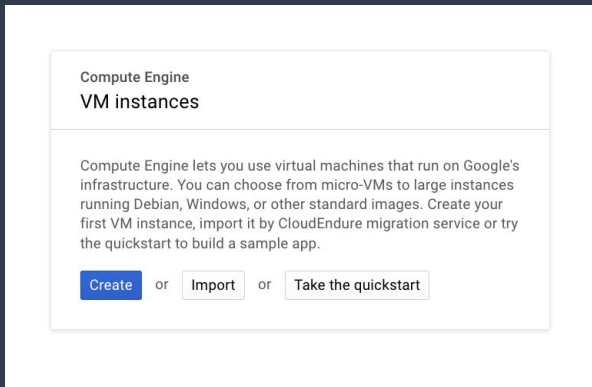 Compute Engine
VM instances
Compute Engine lets you use virtual machines that run on Google's
infrastructure. You can choose from micro-VMs to large instances
running Debian, Windows, or other standard images. Create your
first VM instance, import it by CloudEndure migration service or try
the quickstart to build a sample app.
Create or Import or Take the quickstart